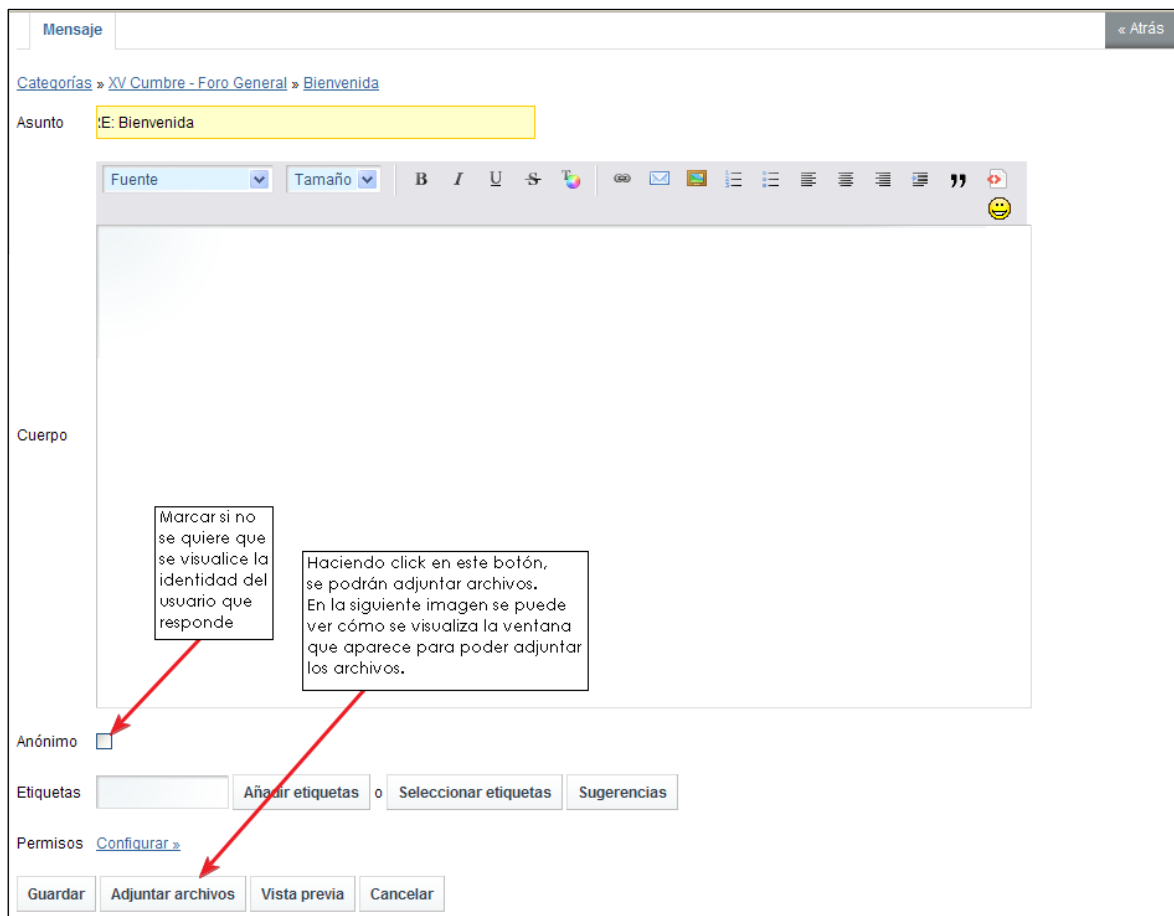 Mensaje
« Atrás
Categorías » XV Cumbre - Foro General » Bienvenida
Asunto
E: Bienvenida
Fuente
Tamaño
B I U S T
Cuerpo
Marcar si no
se quiere que
se visualice la
identidad del
usuario que
responde
Haciendo click en este botón,
se podrán adjuntar archivos.
En la siguiente imagen se puede
ver cómo se visualiza la ventana
que aparece para poder adjuntar
los archivos.
Anónimo
Etiquetas Añadir etiquetas o Seleccionar etiquetas Sugerencias
Permisos Configurar »
Guardar Adjuntar archivos Vista previa Cancelar